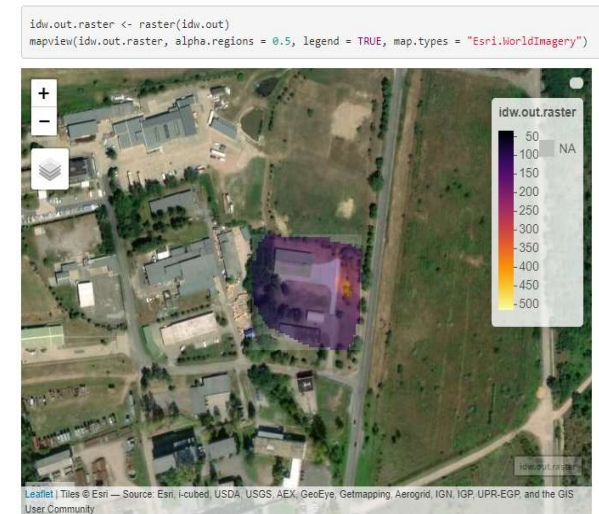 idw.out.raster <- raster(idw.out)
mapview(idw.out.raster, alpha.regions = 0.5, legend = TRUE, map.types = "Esri.WorldImagery")
+
−
idw.out.raster
50
100
150
200
250
300
350
400
450
500
NA
idw.out.raster
Leaflet | Tiles © Esri — Source: Esri, i-cubed, USDA, USGS, AEX, GeoEye, Getmapping, Aerogrid, IGN, IGP, UPR-EGP, and the GIS
User Community